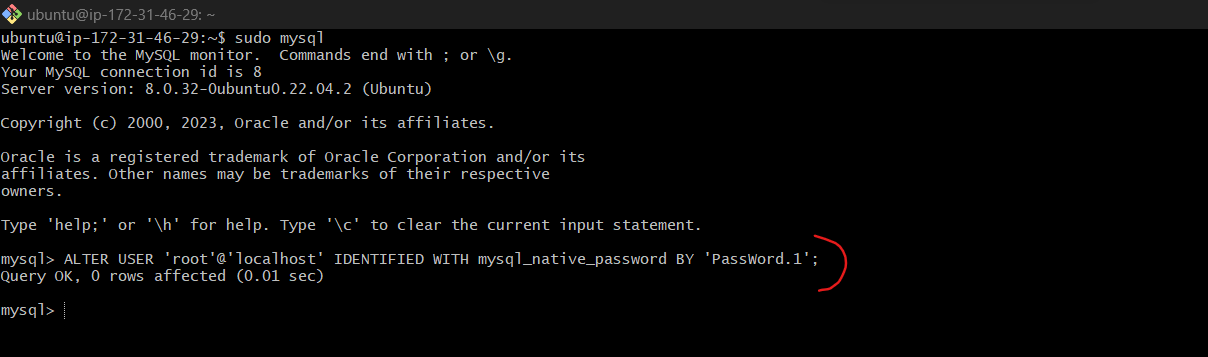 ubuntu@ip-172-31-46-29: ~
ubuntu@ip-172-31-46-29:~$ sudo mysql
Welcome to the MySQL monitor.  Commands end with ; or \g.
Your MySQL connection id is 8
Server version: 8.0.32-0ubuntu0.22.04.2 (Ubuntu)
Copyright (c) 2000, 2023, Oracle and/or its affiliates.
Oracle is a registered trademark of Oracle Corporation and/or its
affiliates. Other names may be trademarks of their respective
owners.
Type 'help;' or '\h' for help. Type '\c' to clear the current input statement.
mysql> ALTER USER 'root'@'localhost' IDENTIFIED WITH mysql_native_password BY 'PassWord.1';
Query OK, 0 rows affected (0.01 sec)
mysql>